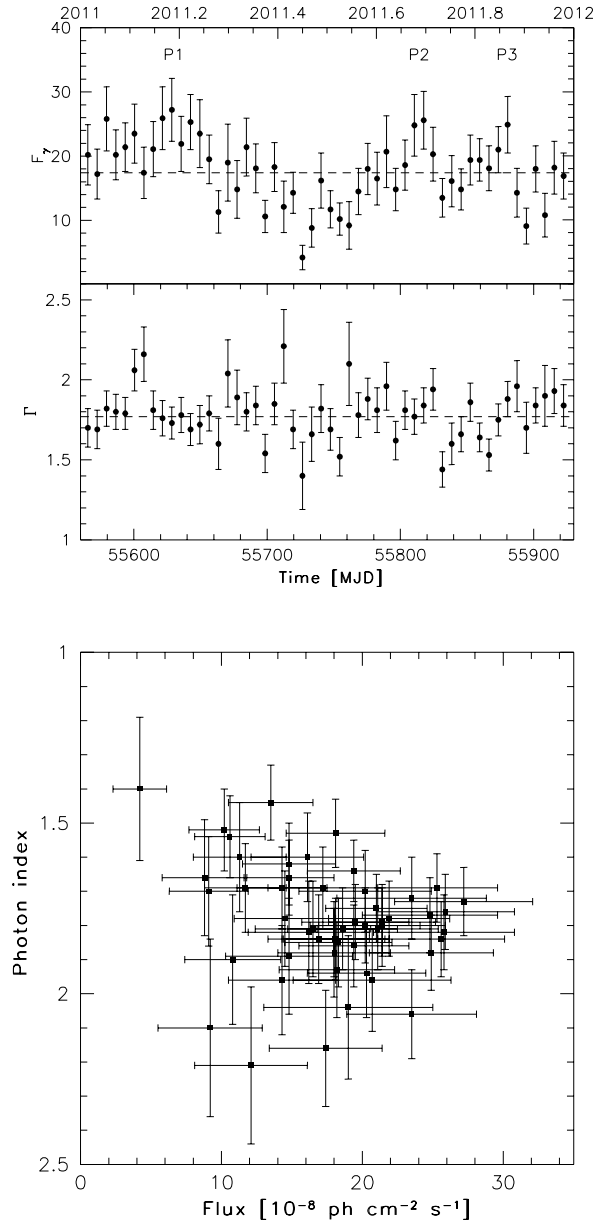 2011 2011.2 2011.4 2011.6 2011.8 2012
40
P1 P2 P3
30
F γ
20
10
2.5
2
Γ
1.5
1
55600 55700 55800 55900
Time [MJD]
1
1.5
Photon index
2
2.5
0 10 20 30
Flux [10⁻⁸ ph cm⁻² s⁻¹]